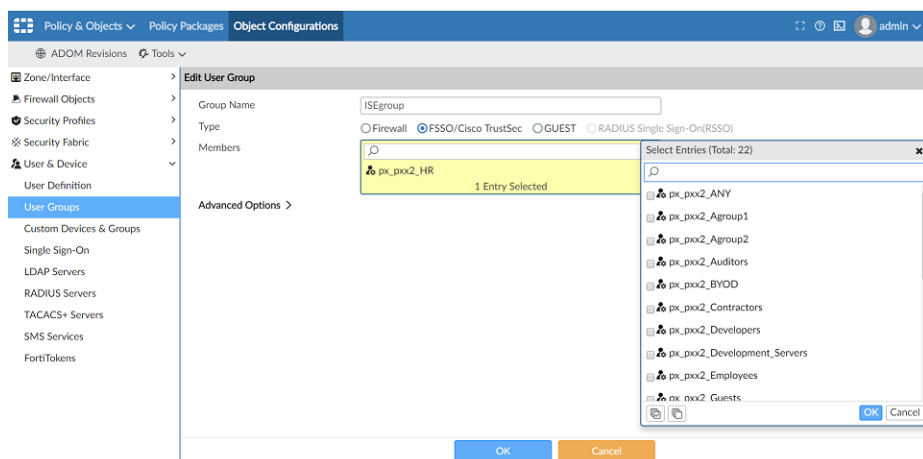 Policy & Objects Policy Packages Object Configurations admin
ADOM Revisions Tools
Zone/Interface
Firewall Objects
Security Profiles
Security Fabric
User & Device
User Definition
User Groups
Custom Devices & Groups
Single Sign-On
LDAP Servers
RADIUS Servers
TACACS+ Servers
SMS Services
FortiTokens
Edit User Group
Group Name ISEgroup
Type Firewall FSSO/Cisco TrustSec GUEST RADIUS Single Sign-On(RSSO)
Members
px_pxx2_HR
1 Entry Selected
Advanced Options >
Select Entries (Total: 22)
px_pxx2_ANY
px_pxx2_Agroup1
px_pxx2_Agroup2
px_pxx2_Auditors
px_pxx2_BYOD
px_pxx2_Contractors
px_pxx2_Developers
px_pxx2_Development_Servers
px_pxx2_Employees
px_pxx2_Guests
OK Cancel
OK Cancel